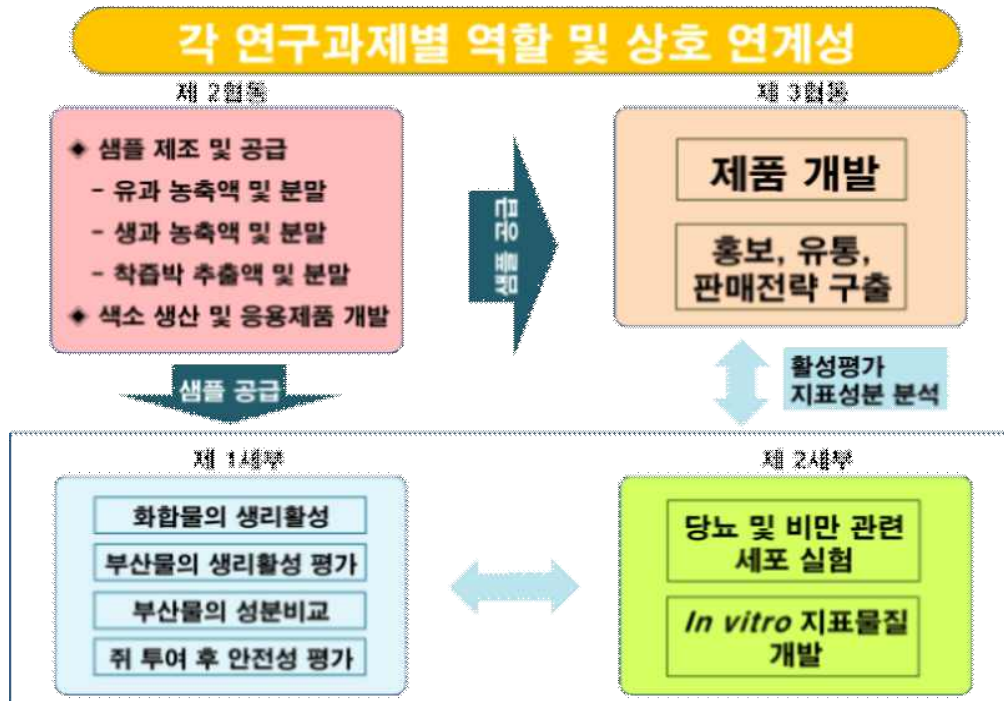 각 연구과제별 역할 및 상호 연계성
제 2협동
◆ 샘플 제조 및 공급
- 유과 농축액 및 분말
- 생과 농축액 및 분말
- 착즙박 추출액 및 분말
◆ 색소 생산 및 응용제품 개발
샘플 공급
제 3협동
제품 개발
홍보, 유통,
판매전략 구출
샘플 공급
활성평가
지표성분 분석
제 1세부
화합물의 생리활성
부산물의 생리활성 평가
부산물의 성분비교
쥐 투여 후 안전성 평가
제 2세부
당뇨 및 비만 관련
세포 실험
In vitro 지표물질
개발